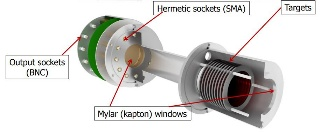 Hermetic sockets (SMA)
Targets
Output sockets
(BNC)
Mylar (kapton) windows